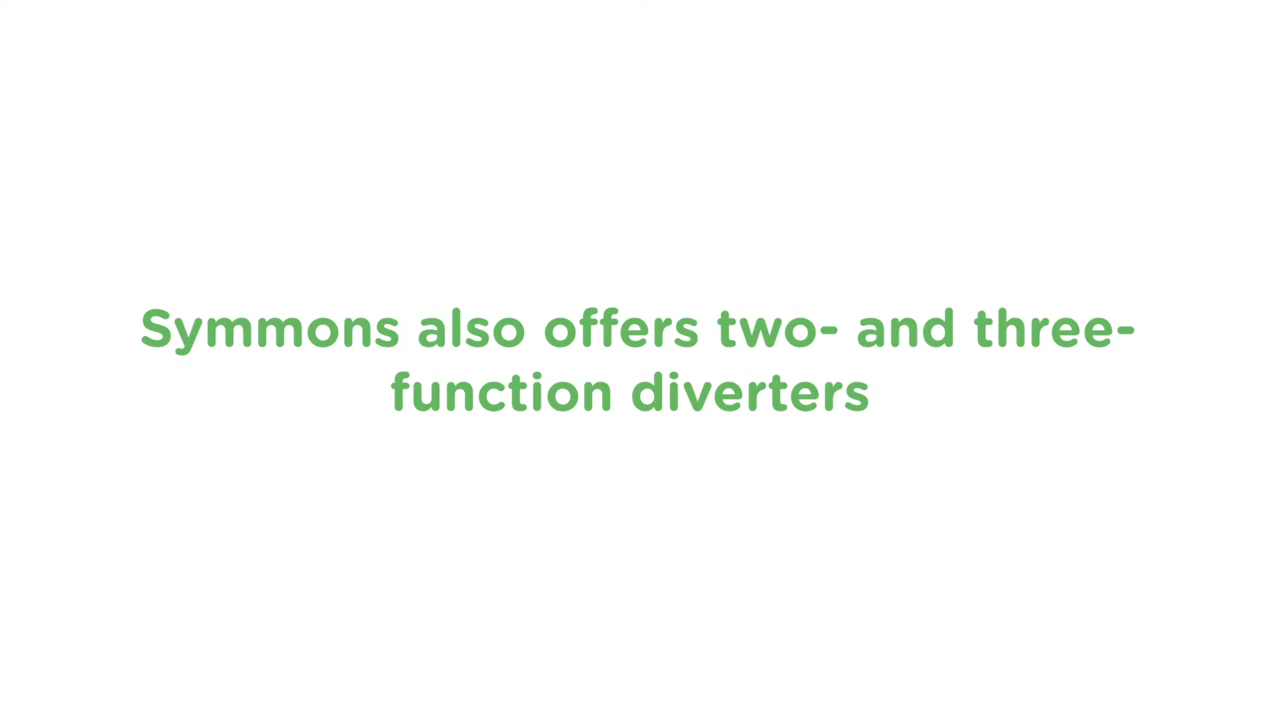 Symmons also offers two- and three-
function diverters